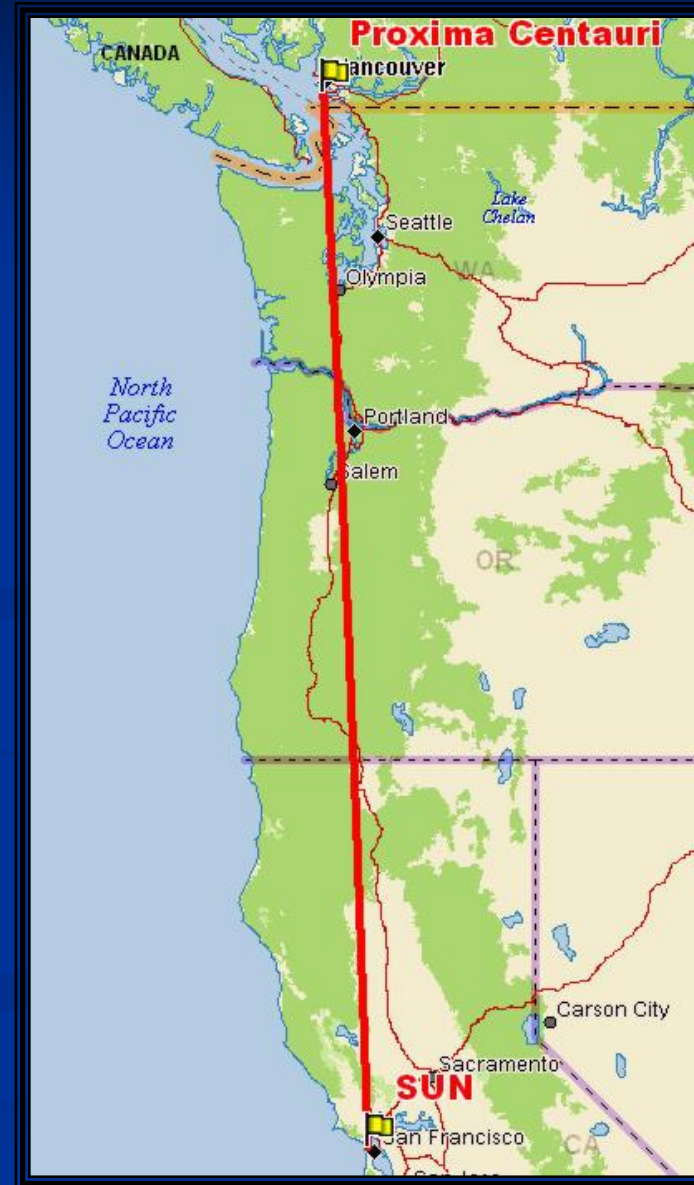 Proxima Centauri
CANADA
ancouver
Lake
Chelan
Seattle
WA
Olympia
North
Pacific
Ocean
Portland
Salem
OR
Carson City
Sacramento
SUN
San Francisco
CA